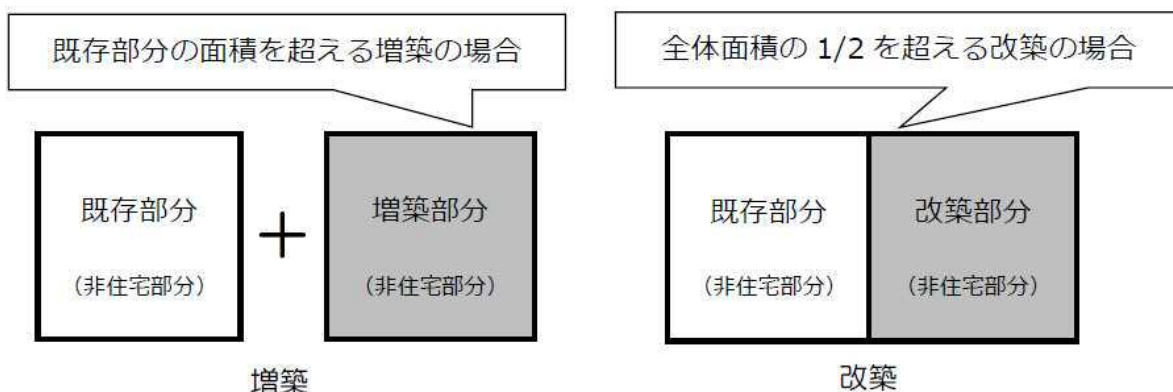 既存部分の面積を超える増築の場合
全体面積の 1/2 を超える改築の場合
既存部分
(非住宅部分)
+
増築部分
(非住宅部分)
既存部分
(非住宅部分)
改築部分
(非住宅部分)
増築
改築